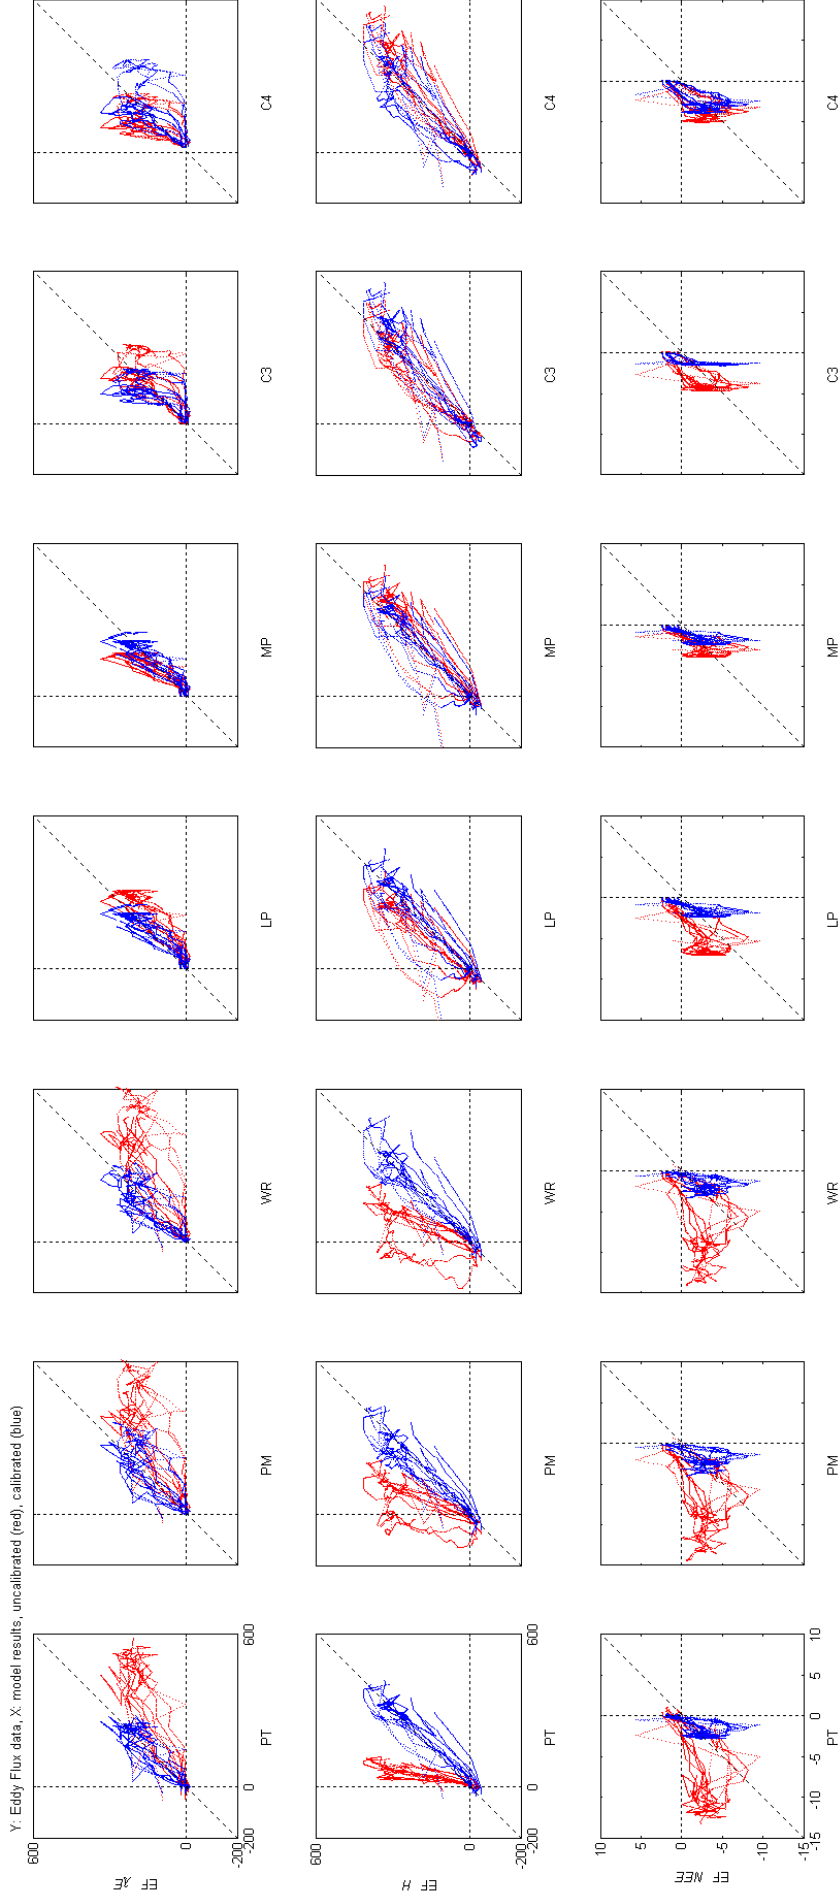 Y: Eddy Flux data, X: model results, uncalibrated (red), calibrated (blue)
600
EF λE
0
-200
-200 0 600
PT PM WR LP MP C3 C4
600
EF H
0
-200
-200 0 600
PT PM WR LP MP C3 C4
10
5
EF NEE
0
-5
-10
-15
-15 -10 -5 0 5 10
PT PM WR LP MP C3 C4